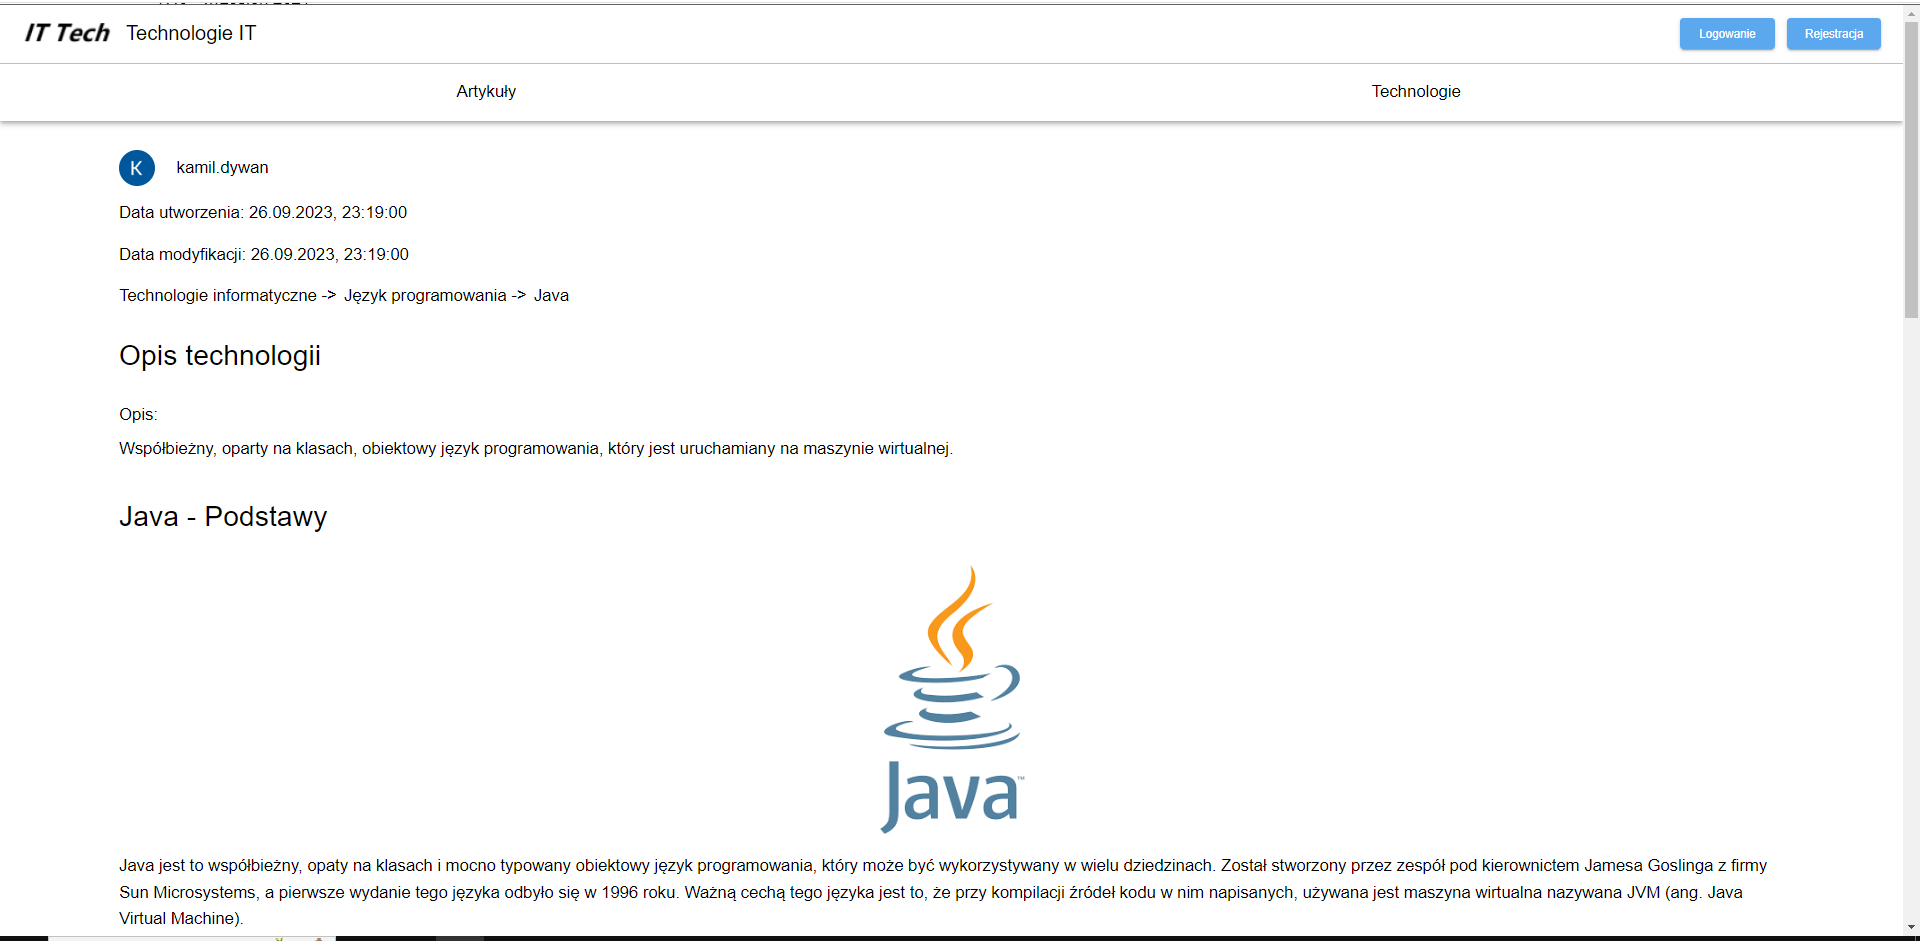 IT Tech Technologie IT Logowanie Rejestracja
Artykuły Technologie
K kamil.dywan
Data utworzenia: 26.09.2023, 23:19:00
Data modyfikacji: 26.09.2023, 23:19:00
Technologie informatyczne -> Język programowania -> Java
Opis technologii
Opis:
Współbieżny, oparty na klasach, obiektowy język programowania, który jest uruchamiany na maszynie wirtualnej.
Java - Podstawy
Java™
Java jest to współbieżny, opaty na klasach i mocno typowany obiektowy język programowania, który może być wykorzystywany w wielu dziedzinach. Został stworzony przez zespół pod kierownictem Jamesa Goslinga z firmy
Sun Microsystems, a pierwsze wydanie tego języka odbyło się w 1996 roku. Ważną cechą tego języka jest to, że przy kompilacji źródeł kodu w nim napisanych, używana jest maszyna wirtualna nazywana JVM (ang. Java
Virtual Machine).